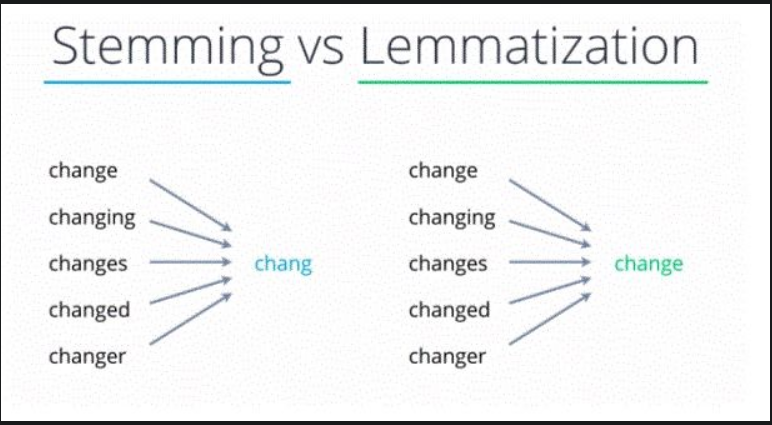 Stemming vs Lemmatization
change
changing
changes
changed
changer
chang
change
changing
changes
changed
changer
change